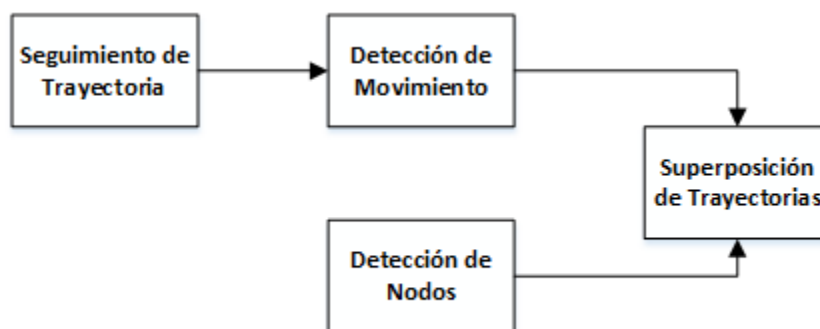 Seguimiento de
Trayectoria
Detección de
Movimiento
Superposición
de Trayectorias
Detección de
Nodos